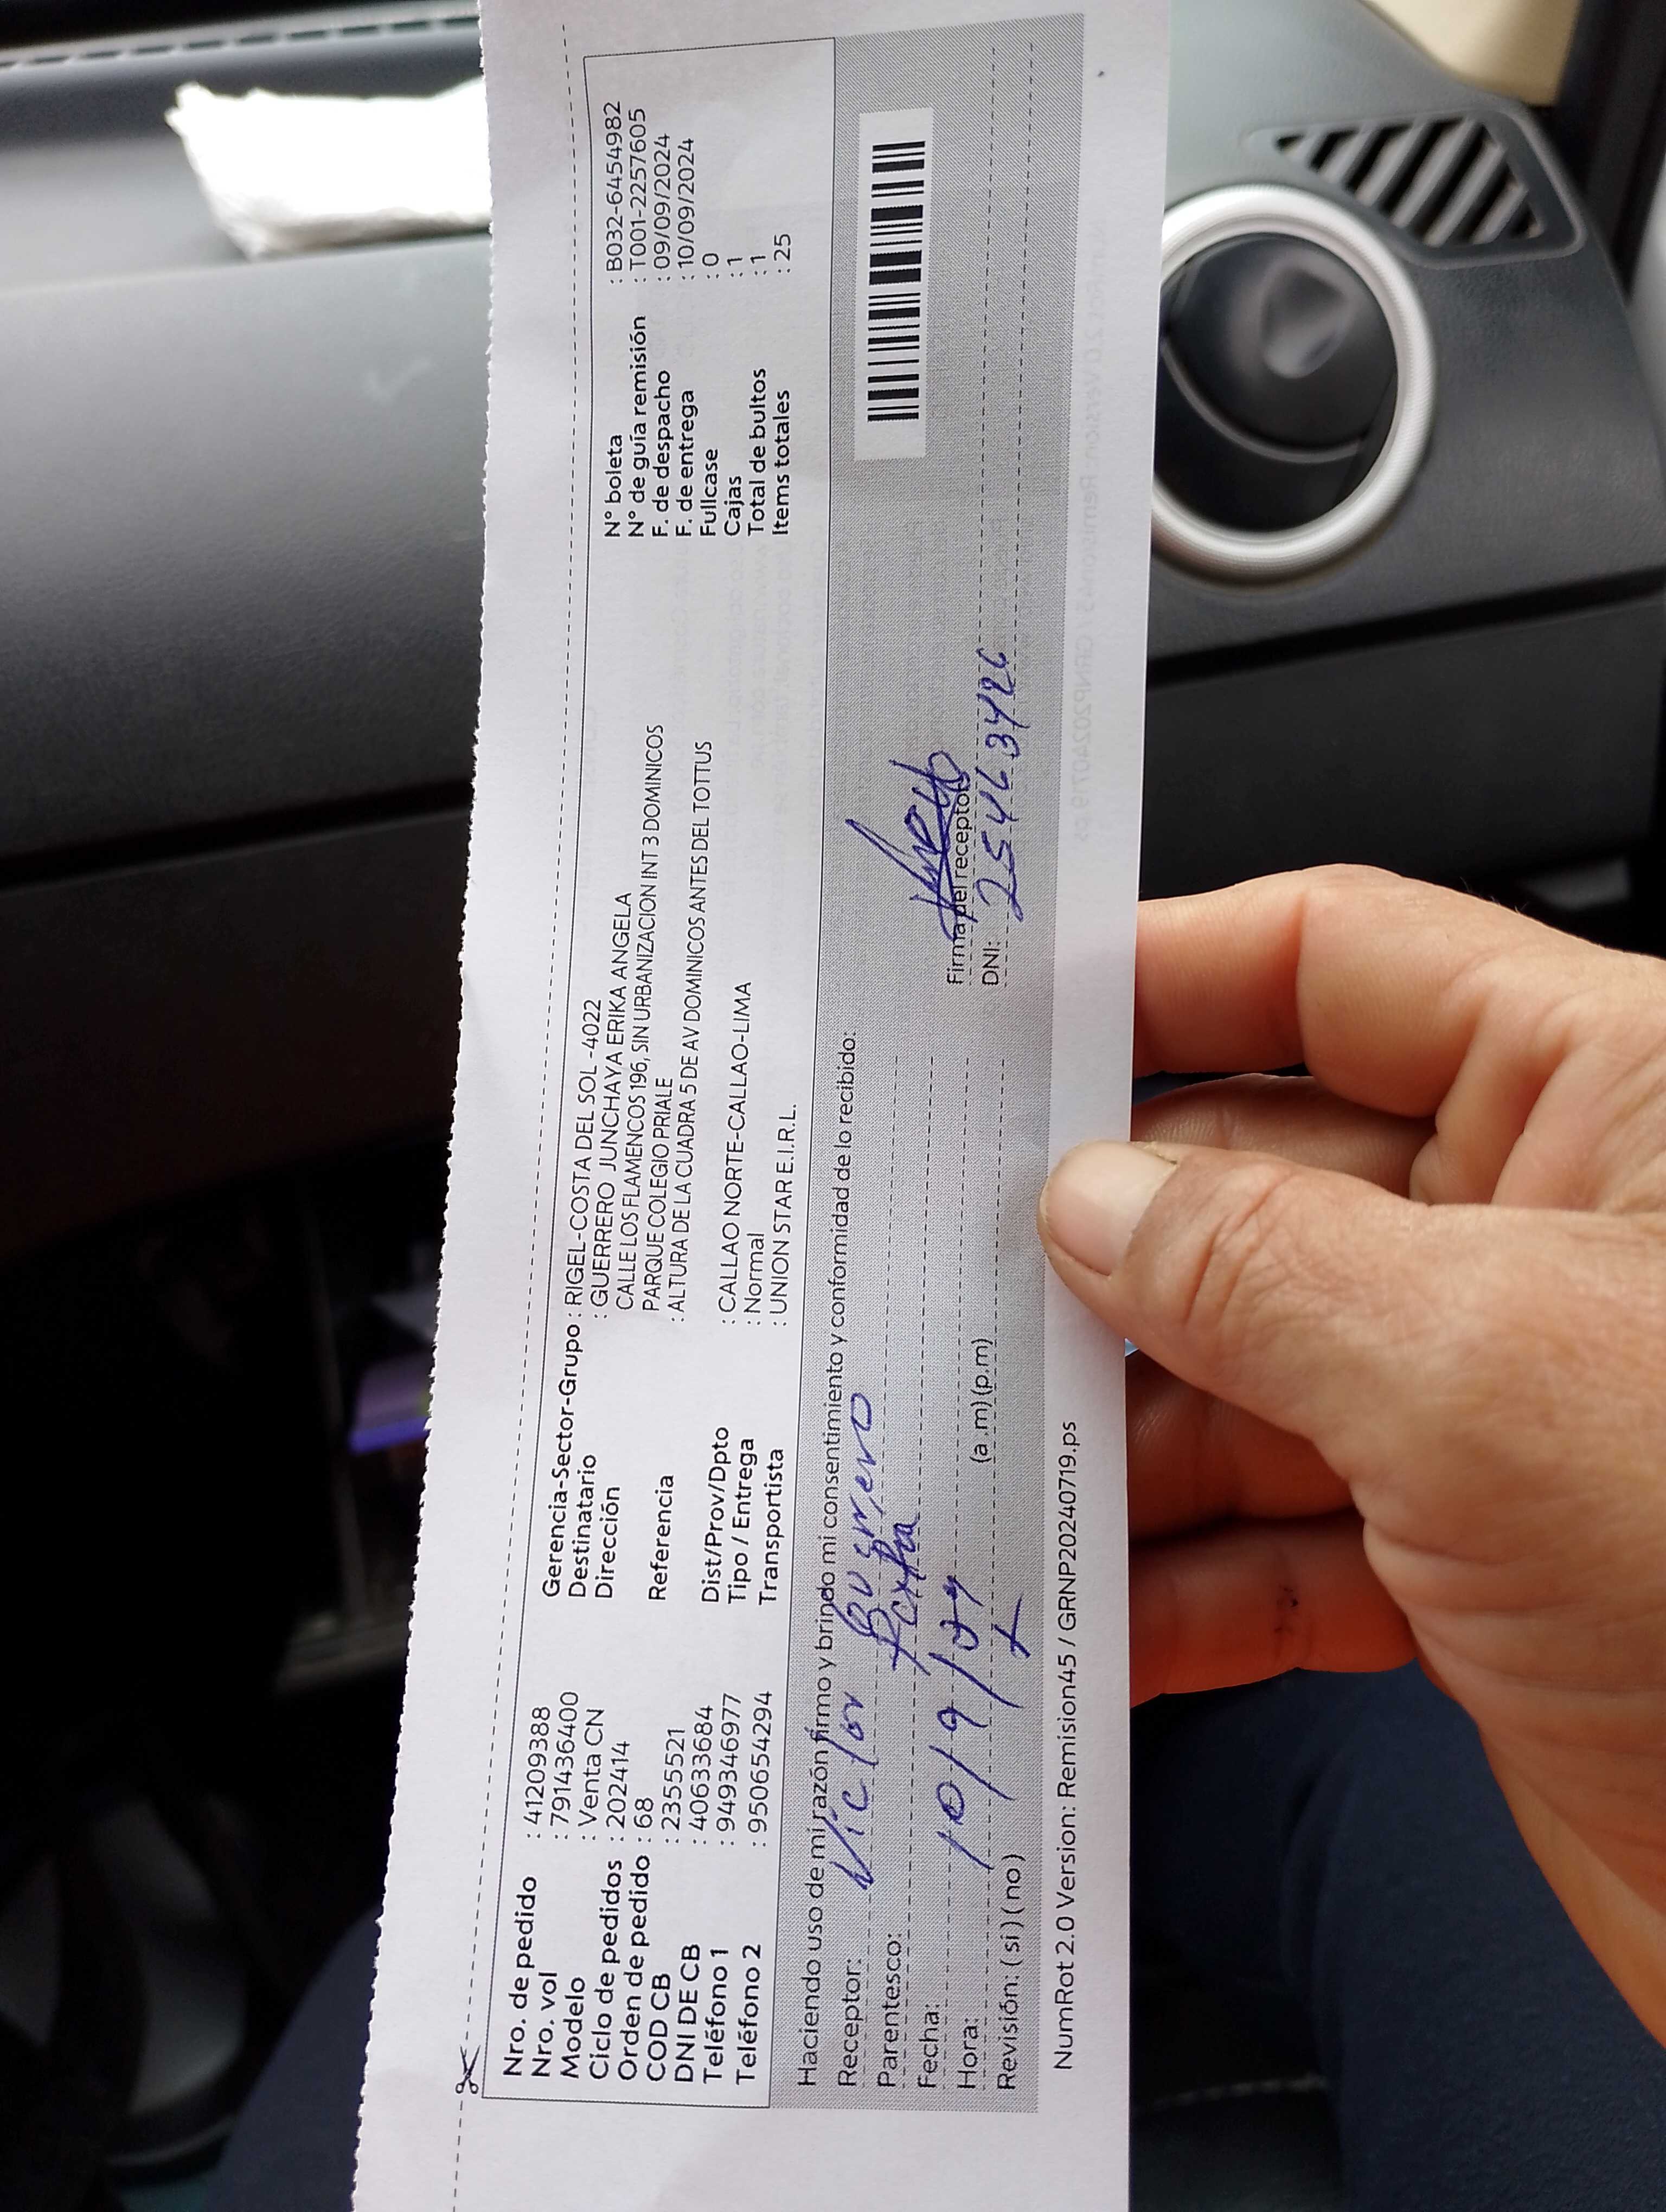 Nro. de pedido : 41209388
Nro. vol : 791436400
Modelo : Venta CN
Ciclo de pedidos : 202414
Orden de pedido : 68
COD CB : 2355521
DNI DE CB : 40633684
Teléfono 1 : 949346977
Teléfono 2 : 950654294
Gerencia-Sector-Grupo : RIGEL-COSTA DEL SOL -4022
Destinatario : GUERRERO JUNCHAYA ERIKA ANGELA
Dirección CALLE LOS FLAMENCOS 196, SIN URBANIZACION INT 3 DOMINICOS
PARQUE COLEGIO PRIALE
Referencia : ALTURA DE LA CUADRA 5 DE AV DOMINICOS ANTES DEL TOTTUS
Dist/Prov/Dpto : CALLAO NORTE-CALLAO-LIMA
Tipo / Entrega : Normal
Transportista : UNION STAR E.I.R.L.
N° boleta : B032-6454982
N° de guía remisión : T001-2257605
F. de despacho : 09/09/2024
F. de entrega : 10/09/2024
Fullcase : 0
Cajas : 1
Total de bultos : 1
Items totales : 25
Haciendo uso de mi razón firmo y brindo mi consentimiento y conformidad de lo recibido:
Receptor: Victor
Parentesco:
Fecha: 10/9/24
Hora: (a .m) (p.m)
Revisión: ( si ) ( no )
Firma del receptor
DNI: 25463426
NumRot 2.0 Version: Remision45 / GRNP20240719.ps